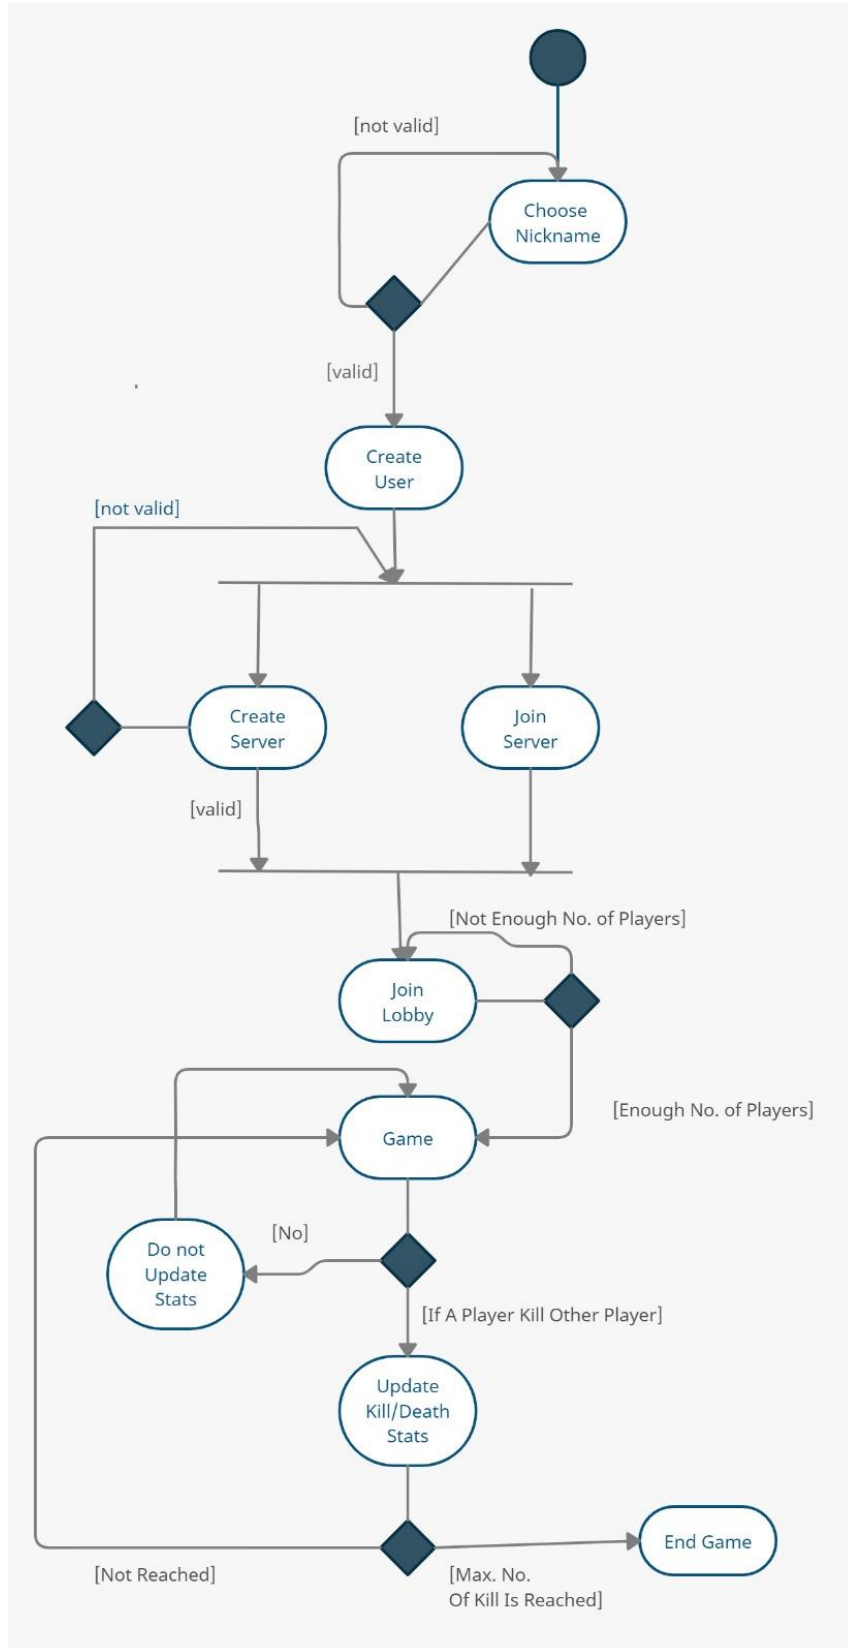 [not valid]
Choose
Nickname
[valid]
Create
User
[not valid]
Create
Server
Join
Server
[valid]
[Not Enough No. of Players]
Join
Lobby
[Enough No. of Players]
Game
[No]
Do not
Update
Stats
[If A Player Kill Other Player]
Update
Kill/Death
Stats
End Game
[Not Reached]
[Max. No.
Of Kill Is Reached]